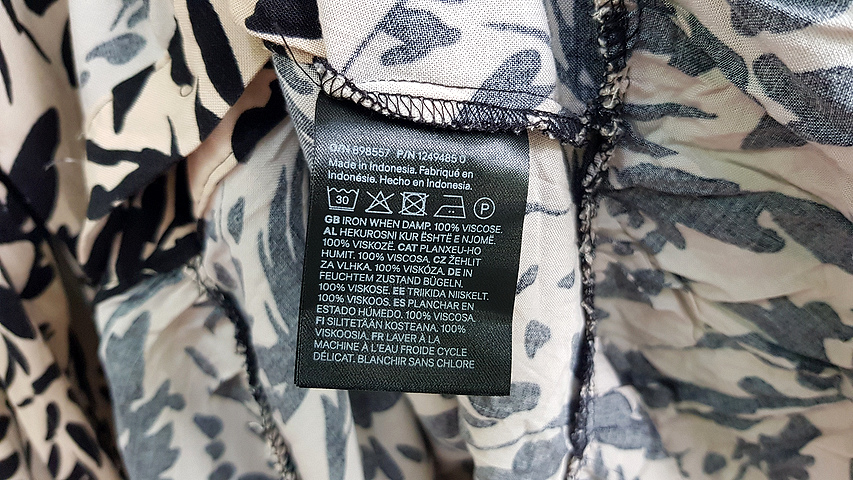 O/N 698557 P/N 1249485 0
Made in Indonesia. Fabriqué en
Indonésie. Hecho en Indonesia.
30 P
GB IRON WHEN DAMP. 100% VISCOSE.
AL HEKUROSNI KUR ËSHTË E NJOMË.
100% VISKOZË. CAT PLANXEU-HO
HUMIT. 100% VISCOSA. CZ ŽEHLIT
ZA VLHKA. 100% VISKÓZA. DE IN
FEUCHTEM ZUSTAND BÜGELN.
100% VISKOSE. EE TRIIKIDA NIISKELT.
100% VISKOOS. ES PLANCHAR EN
ESTADO HÚMEDO. 100% VISCOSA.
FI SILITETÄÄN KOSTEANA. 100%
VISKOOSIA. FR LAVER À LA
MACHINE À L'EAU FROIDE CYCLE
DÉLICAT. BLANCHIR SANS CHLORE